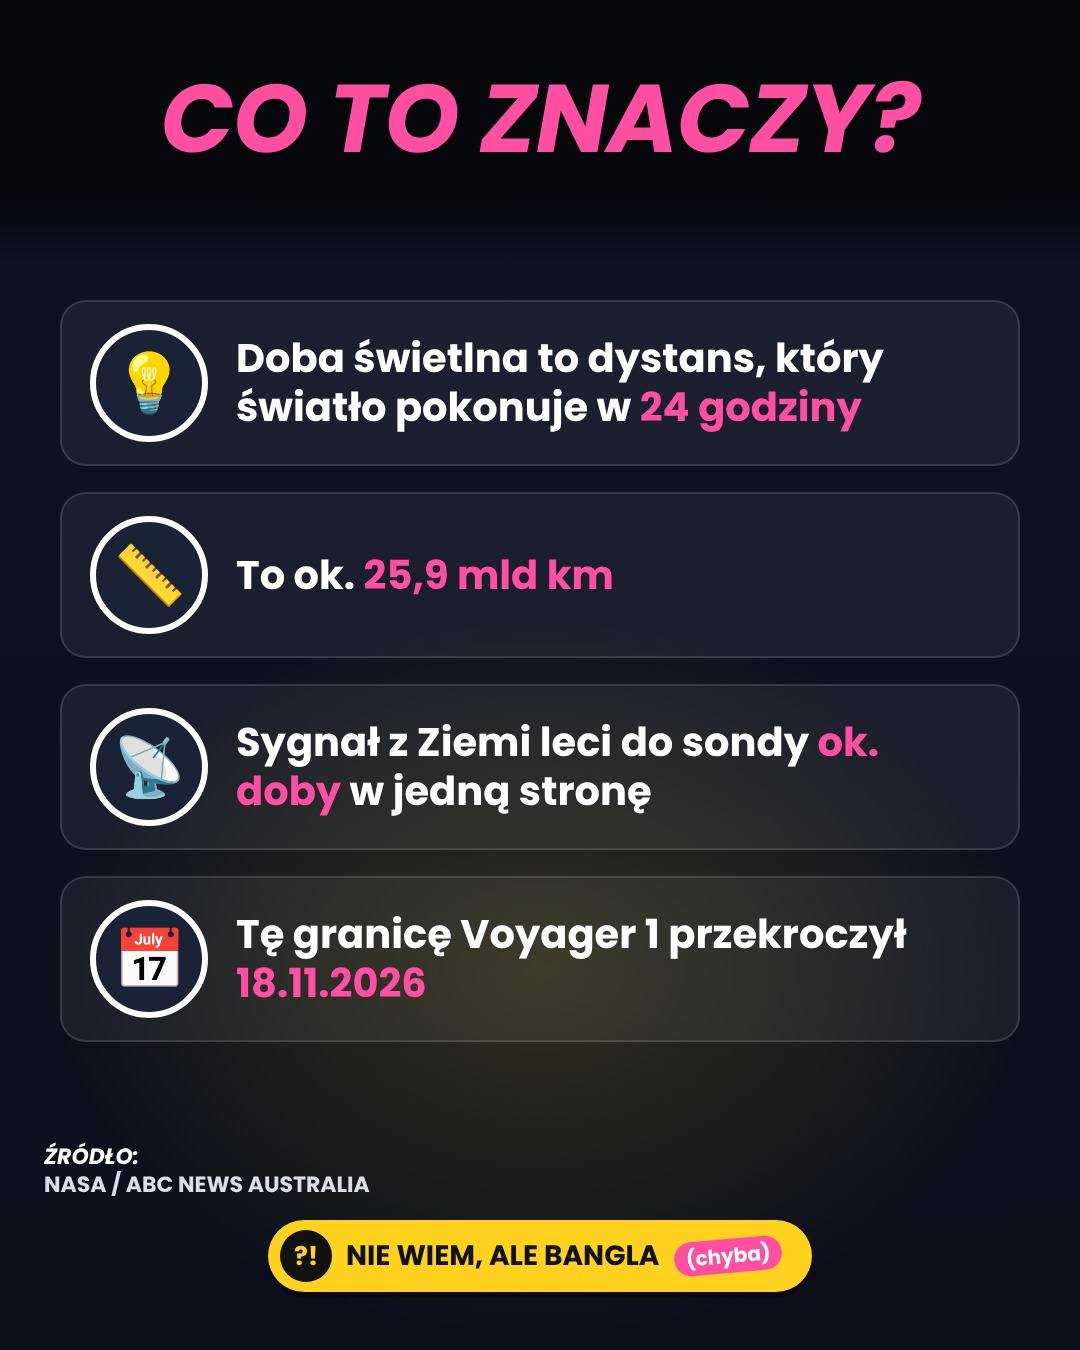 CO TO ZNACZY?
Doba świetlna to dystans, który
światło pokonuje w 24 godziny
To ok. 25,9 mld km
Sygnał z Ziemi leci do sondy ok.
doby w jedną stronę
July
17
Tę granicę Voyager 1 przekroczył
18.11.2026
ŹRÓDŁO:
NASA / ABC NEWS AUSTRALIA
?! NIE WIEM, ALE BANGLA (chyba)